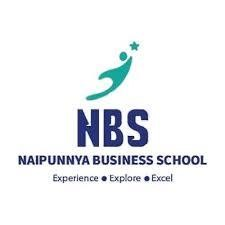 NBS
NAIPUNNYA BUSINESS SCHOOL
Experience ● Explore ● Excel